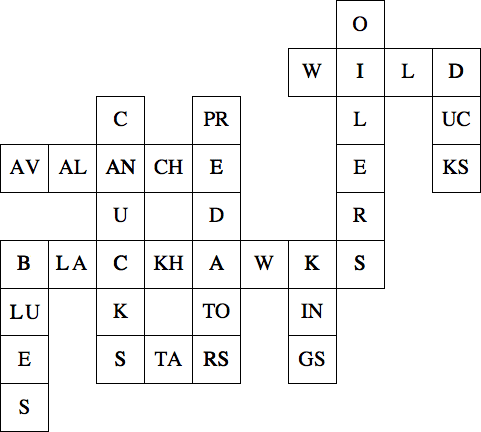 O
W I L D
C PR L UC
AV AL AN CH E E KS
U D R
B LA C KH A W K S
LU K TO IN
E S TA RS GS
S